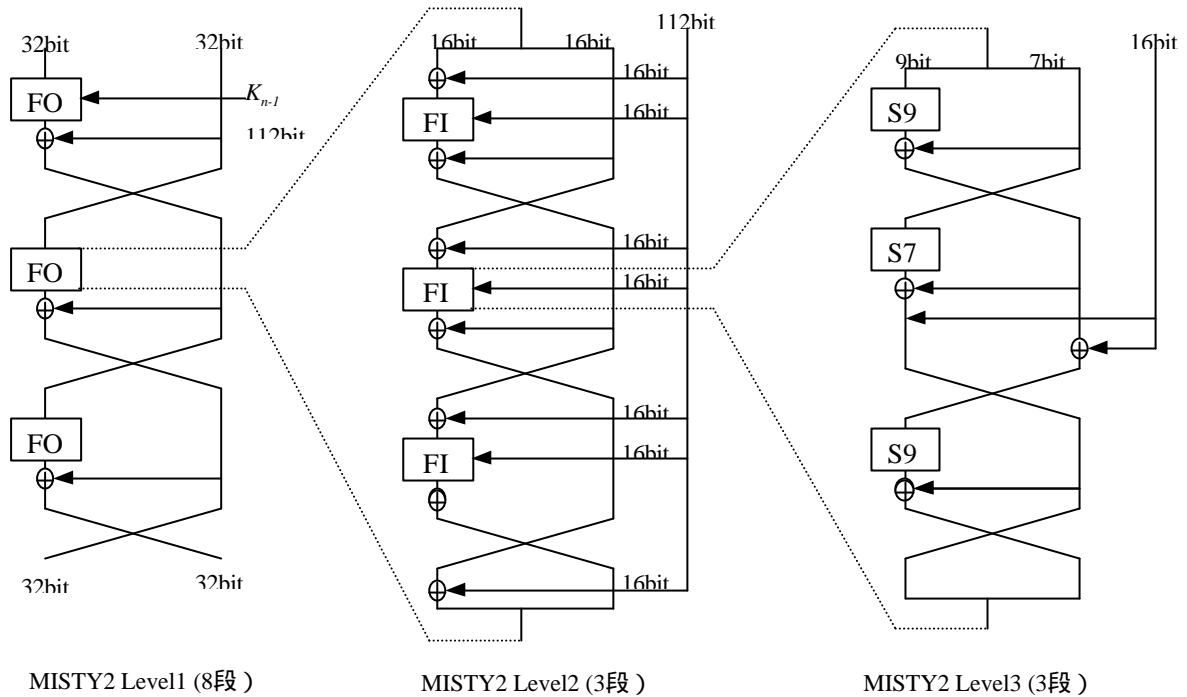 32bit
32bit
FO
K_{n-1}
112bit
FO
FO
32bit
32bit
MISTY2 Level1 (8段)
112bit
16bit
16bit
16bit
FI
16bit
16bit
FI
16bit
16bit
FI
16bit
16bit
MISTY2 Level2 (3段)
16bit
9bit
7bit
S9
S7
S9
MISTY2 Level3 (3段)